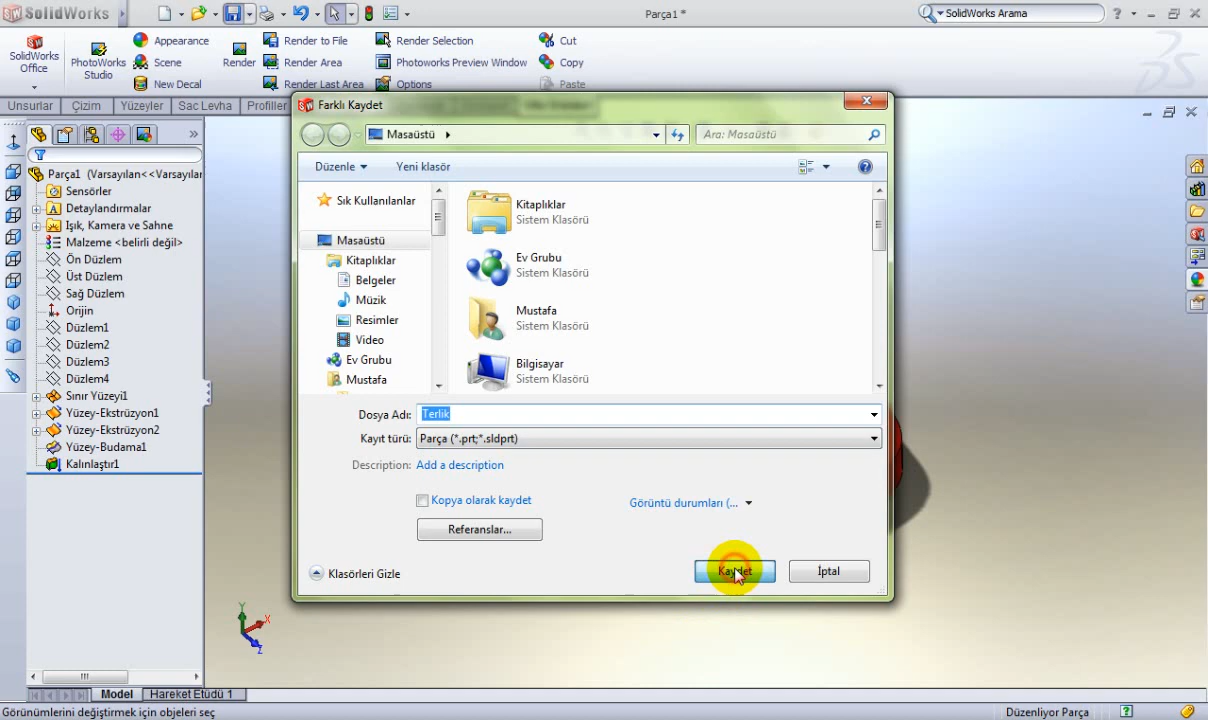 SolidWorks
Parça1 *
SolidWorks Arama
SolidWorks
Office
PhotoWorks
Studio
Appearance
Scene
New Decal
Render
Render to File
Render Area
Render Last Area
Render Selection
Photoworks Preview Window
Options
Cut
Copy
Paste
Unsurlar
Çizim
Yüzeyler
Sac Levha
Profiller
Farklı Kaydet
Masaüstü
Ara: Masaüstü
Düzenle
Yeni klasör
Parça1 (Varsayılan<<Varsayılan
Sensörler
Detaylandırmalar
Işık, Kamera ve Sahne
Malzeme <belirli değil>
Ön Düzlem
Üst Düzlem
Sağ Düzlem
Orijin
Düzlem1
Düzlem2
Düzlem3
Düzlem4
Sınır Yüzeyi1
Yüzey-Ekstrüzyon1
Yüzey-Ekstrüzyon2
Yüzey-Budama1
Kalınlaştır1
Sık Kullanılanlar
Masaüstü
Kitaplıklar
Belgeler
Müzik
Resimler
Video
Ev Grubu
Mustafa
Kitaplıklar
Sistem Klasörü
Ev Grubu
Sistem Klasörü
Mustafa
Sistem Klasörü
Bilgisayar
Sistem Klasörü
Dosya Adı: Terlik
Kayıt türü: Parça (*.prt;*.sldprt)
Description: Add a description
Kopya olarak kaydet
Görüntü durumları (...
Referanslar...
Klasörleri Gizle
Kaydet
İptal
Y
X
Z
Model
Hareket Etüdü 1
Görünümlerini değiştirmek için objeleri seç
Düzenliyor Parça